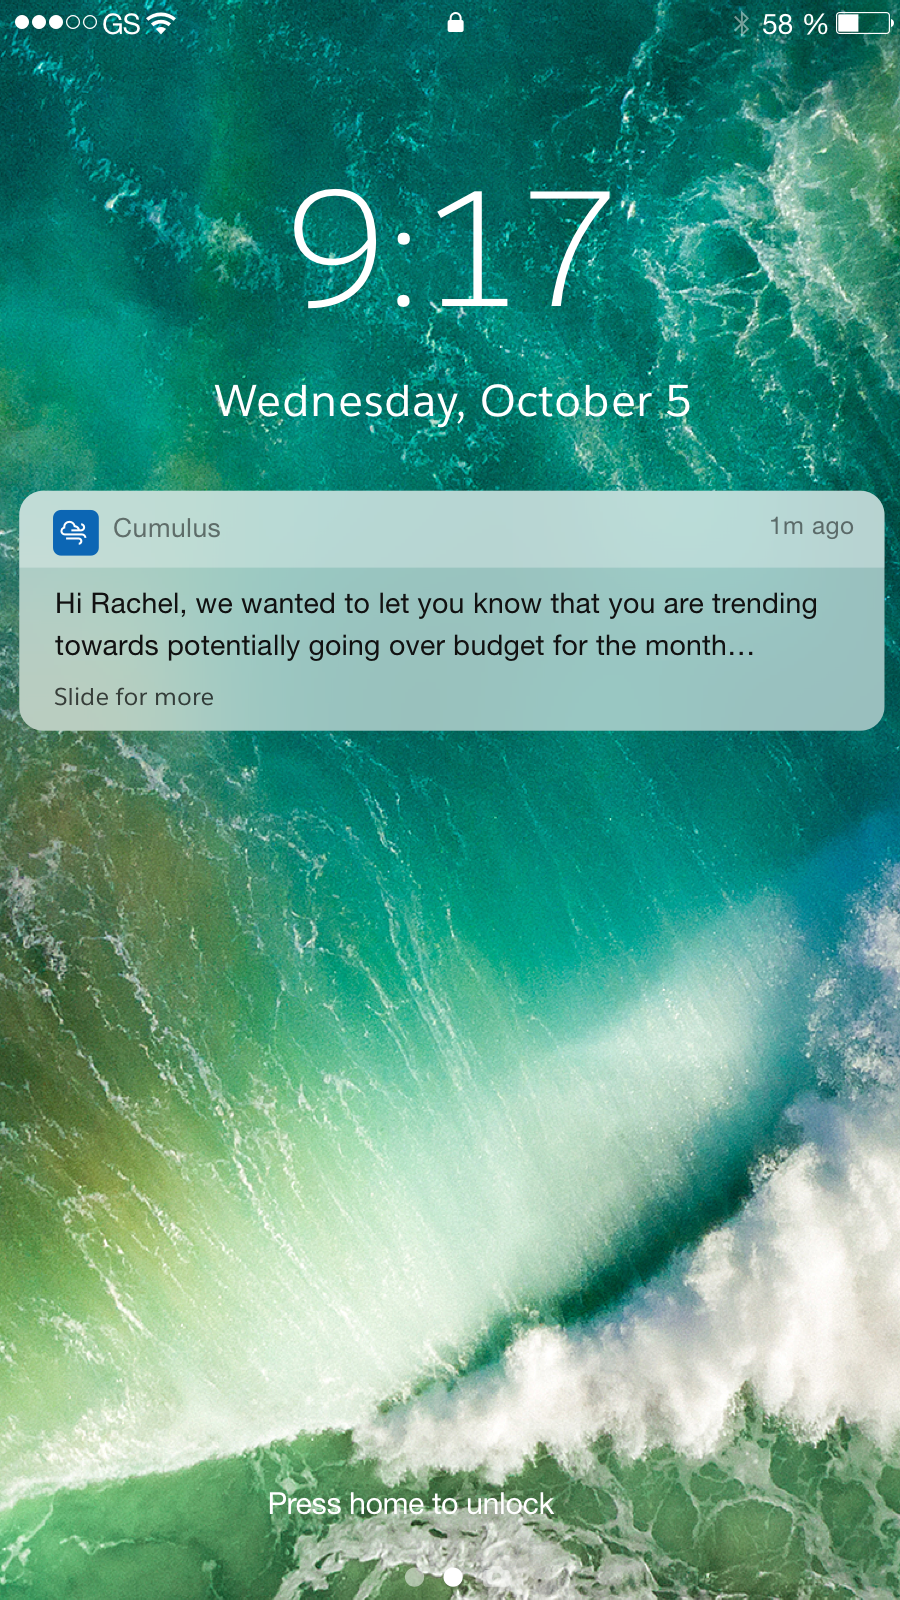 GS 58 %
9:17
Wednesday, October 5
Cumulus 1m ago
Hi Rachel, we wanted to let you know that you are trending
towards potentially going over budget for the month...
Slide for more
Press home to unlock